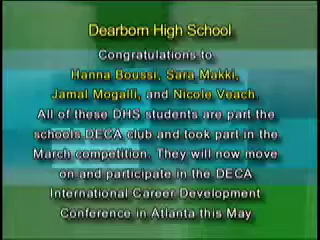 Dearborn High School
Congratulations to
Hanna Boussi, Sara Makki,
Jamal Mogalli, and Nicole Veach.
All of these DHS students are part the
schools DECA club and took part in the
March competition. They will now move
on and participate in the DECA
International Career Development
Conference in Atlanta this May